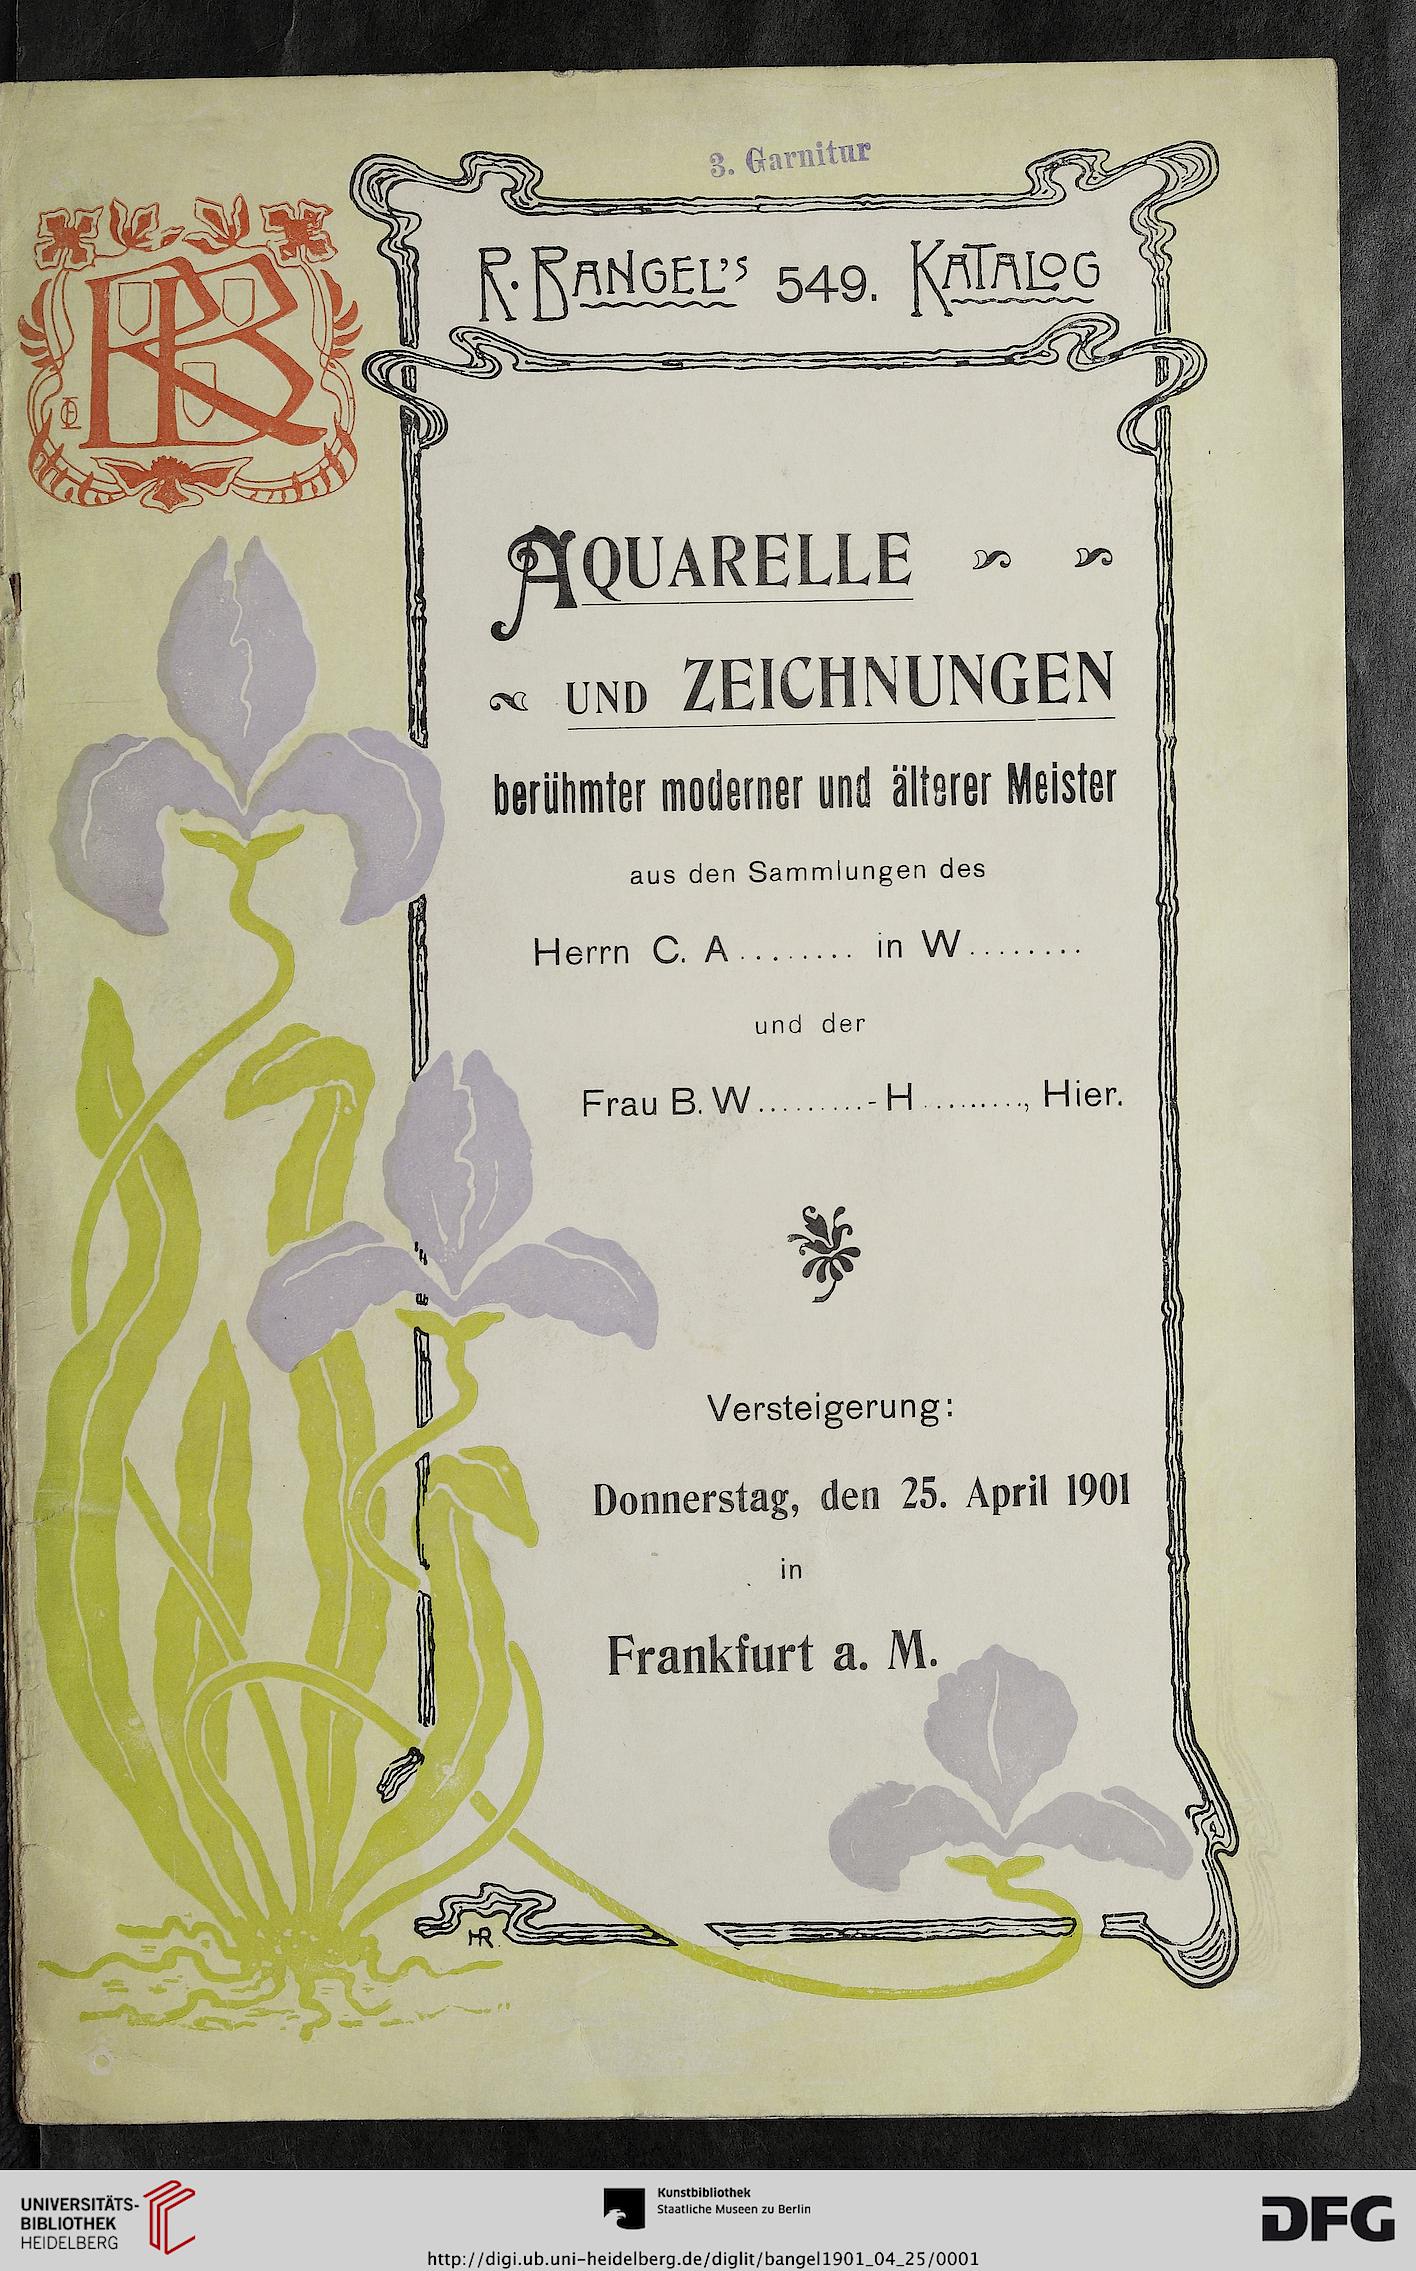 3. Garnitur
R. BANGEL'S 549. KATALOG
RB
AQUARELLE
UND ZEICHNUNGEN
berühmter moderner und älterer Meister
aus den Sammlungen des
Herrn C. A......... in W.........
und der
Frau B. W..........-H........., Hier.
Versteigerung:
Donnerstag, den 25. April 1901
in
Frankfurt a. M.
HR
UNIVERSITÄTS-
BIBLIOTHEK
HEIDELBERG
Kunstbibliothek
Staatliche Museen zu Berlin
DFG
http://digi.ub.uni-heidelberg.de/diglit/bangel1901_04_25/0001